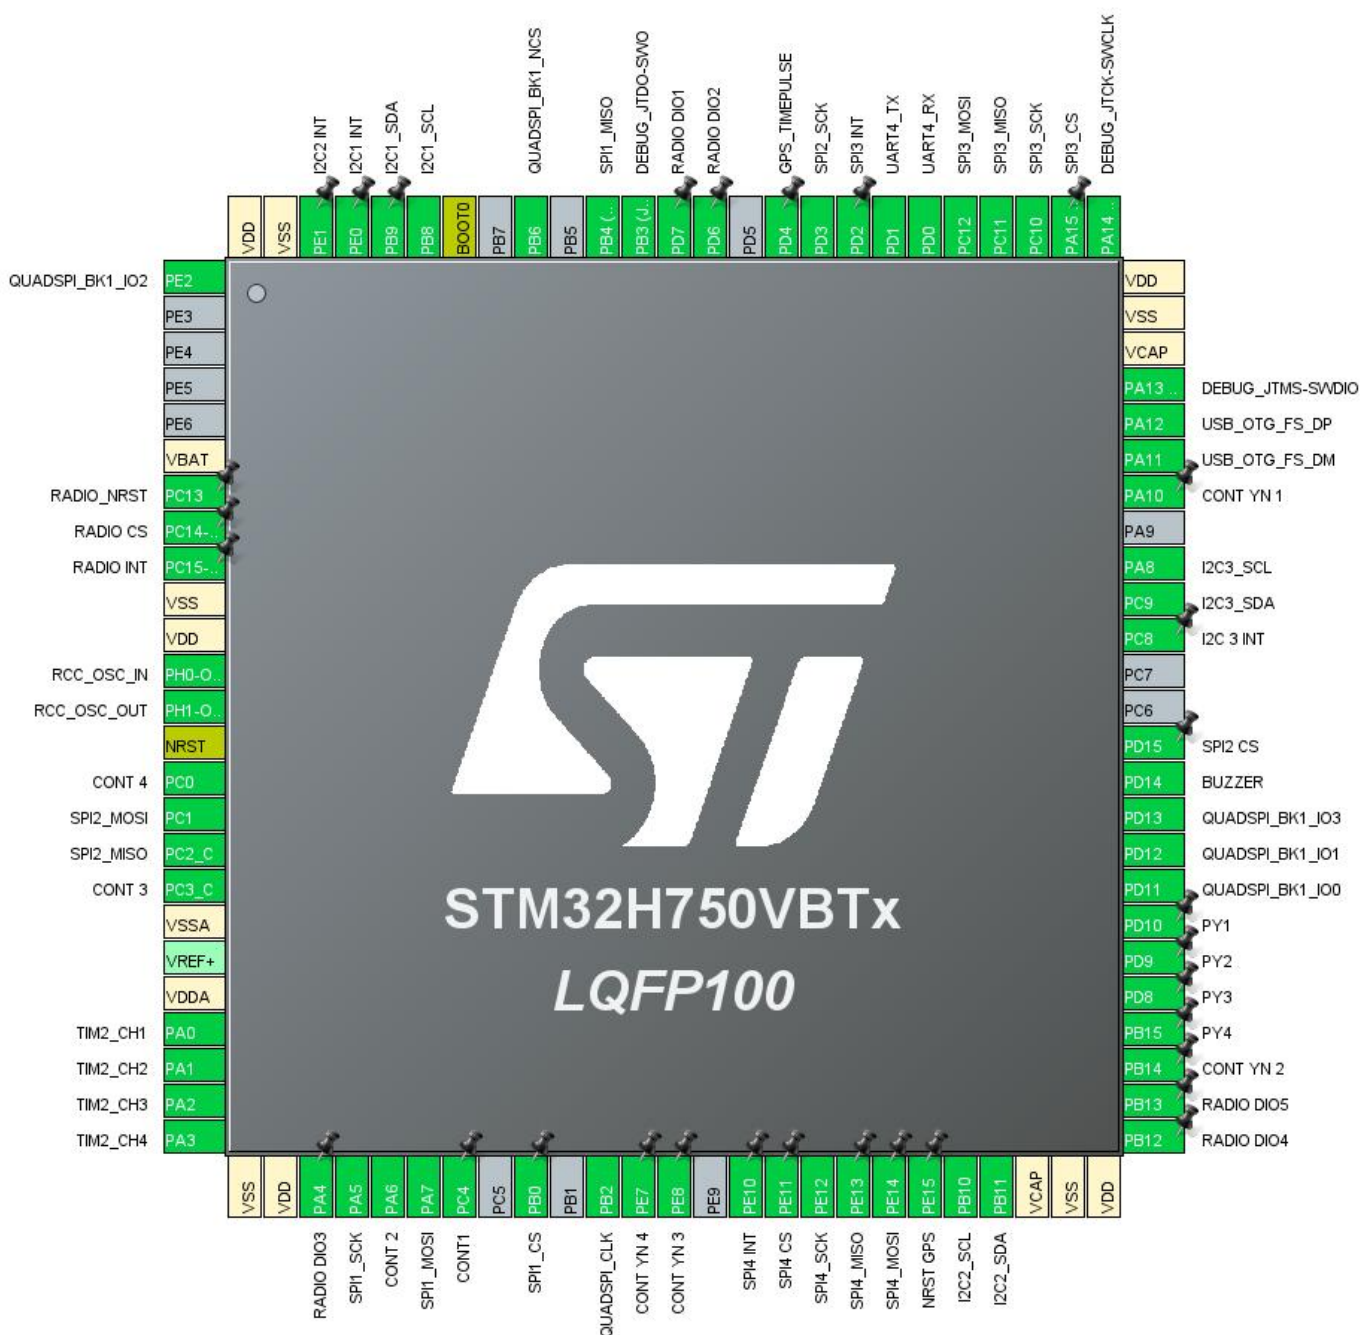 I2C2 INT
I2C1 INT
I2C1_SDA
I2C1_SCL
QUADSPI_BK1_NCS
SPI1_MISO
DEBUG_JTDO-SWO
RADIO DIO1
RADIO DIO2
GPS_TIMEPULSE
SPI2_SCK
SPI3 INT
UART4_TX
UART4_RX
SPI3_MOSI
SPI3_MISO
SPI3_SCK
SPI3_CS
DEBUG_JTCK-SWCLK
VDD
VSS
PE1
PE0
PB9
PB8
BOOT0
PB7
PB6
PB5
PB4 (..
PB3 (J..
PD7
PD6
PD5
PD4
PD3
PD2
PD1
PD0
PC12
PC11
PC10
PA15 ..
PA14 ..
QUADSPI_BK1_IO2 PE2
PE3
PE4
PE5
PE6
VBAT
RADIO_NRST PC13
RADIO CS PC14-..
RADIO INT PC15-..
VSS
VDD
RCC_OSC_IN PH0-O..
RCC_OSC_OUT PH1-O..
NRST
CONT 4 PC0
SPI2_MOSI PC1
SPI2_MISO PC2_C
CONT 3 PC3_C
VSSA
VREF+
VDDA
TIM2_CH1 PA0
TIM2_CH2 PA1
TIM2_CH3 PA2
TIM2_CH4 PA3
ST
STM32H750VBTx
LQFP100
VDD
VSS
VCAP
PA13 .. DEBUG_JTMS-SWDIO
PA12 USB_OTG_FS_DP
PA11 USB_OTG_FS_DM
PA10 CONT YN 1
PA9
PA8 I2C3_SCL
PC9 I2C3_SDA
PC8 I2C 3 INT
PC7
PC6
PD15 SPI2 CS
PD14 BUZZER
PD13 QUADSPI_BK1_IO3
PD12 QUADSPI_BK1_IO1
PD11 QUADSPI_BK1_IO0
PD10 PY1
PD9 PY2
PD8 PY3
PB15 PY4
PB14 CONT YN 2
PB13 RADIO DIO5
PB12 RADIO DIO4
VSS
VDD
PA4
PA5
PA6
PA7
PC4
PC5
PB0
PB1
PB2
PE7
PE8
PE9
PE10
PE11
PE12
PE13
PE14
PE15
PB10
PB11
VCAP
VSS
VDD
RADIO DIO3
SPI1_SCK
CONT 2
SPI1_MOSI
CONT1
SPI1_CS
QUADSPI_CLK
CONT YN 4
CONT YN 3
SPI4 INT
SPI4 CS
SPI4_SCK
SPI4_MISO
SPI4_MOSI
NRST GPS
I2C2_SCL
I2C2_SDA